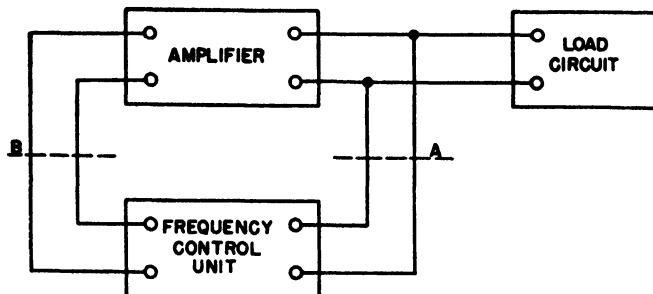 AMPLIFIER
LOAD
CIRCUIT
B
A
FREQUENCY
CONTROL
UNIT